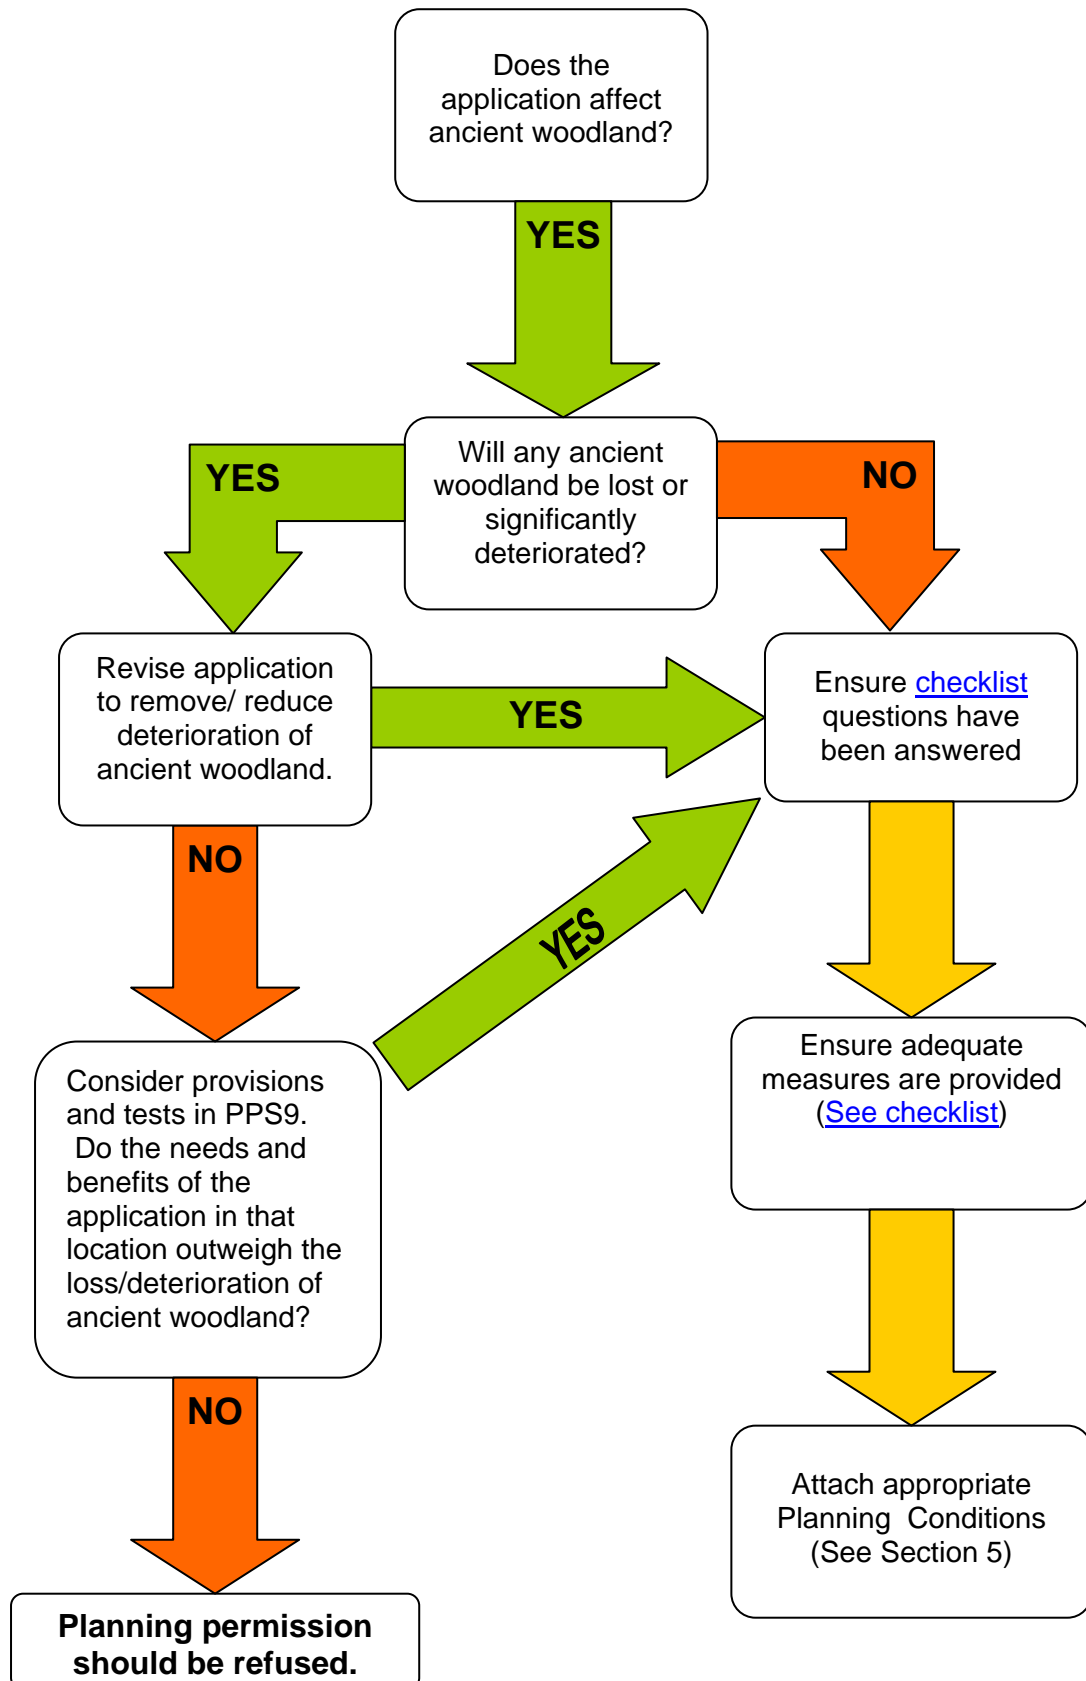 Does the
application affect
ancient woodland?
YES
Will any ancient
woodland be lost or
significantly
deteriorated?
YES
NO
Revise application
to remove/ reduce
deterioration of
ancient woodland.
YES
Ensure checklist
questions have
been answered
NO
YES
Consider provisions
and tests in PPS9.
Do the needs and
benefits of the
application in that
location outweigh the
loss/deterioration of
ancient woodland?
Ensure adequate
measures are provided
(See checklist)
NO
Attach appropriate
Planning Conditions
(See Section 5)
Planning permission
should be refused.